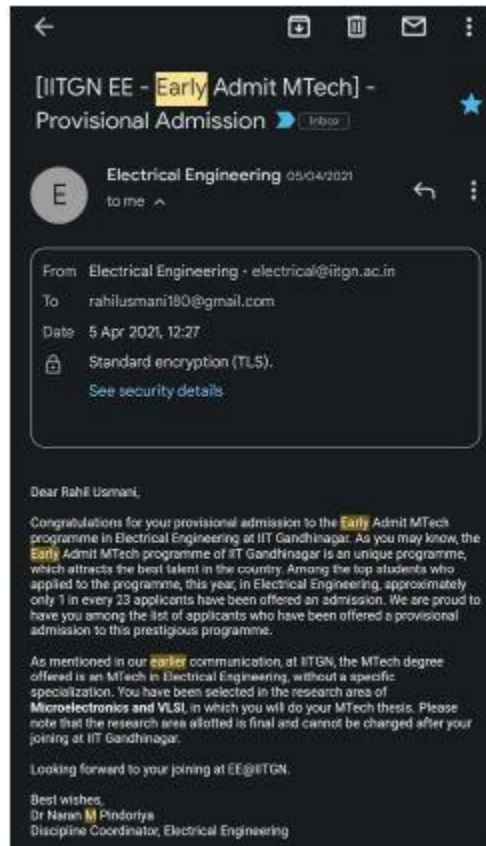 [IITGN EE - Early Admit MTech] -
Provisional Admission Inbox
E
Electrical Engineering 05/04/2021
to me
From Electrical Engineering - electrical@iitgn.ac.in
To rahilusmani180@gmail.com
Date 5 Apr 2021, 12:27
Standard encryption (TLS).
See security details
Dear Rahil Usmani,
Congratulations for your provisional admission to the Early Admit MTech
programme in Electrical Engineering at IIT Gandhinagar. As you may know, the
Early Admit MTech programme of IIT Gandhinagar is an unique programme,
which attracts the best talent in the country. Among the top students who
applied to the programme, this year, in Electrical Engineering, approximately
only 1 in every 23 applicants have been offered an admission. We are proud to
have you among the list of applicants who have been offered a provisional
admission to this prestigious programme.
As mentioned in our earlier communication, at IITGN, the MTech degree
offered is an MTech in Electrical Engineering, without a specific
specialization. You have been selected in the research area of
Microelectronics and VLSI, in which you will do your MTech thesis. Please
note that the research area allotted is final and cannot be changed after your
joining at IIT Gandhinagar.
Looking forward to your joining at EE@IITGN.
Best wishes,
Dr Naran M Pindoriya
Discipline Coordinator, Electrical Engineering